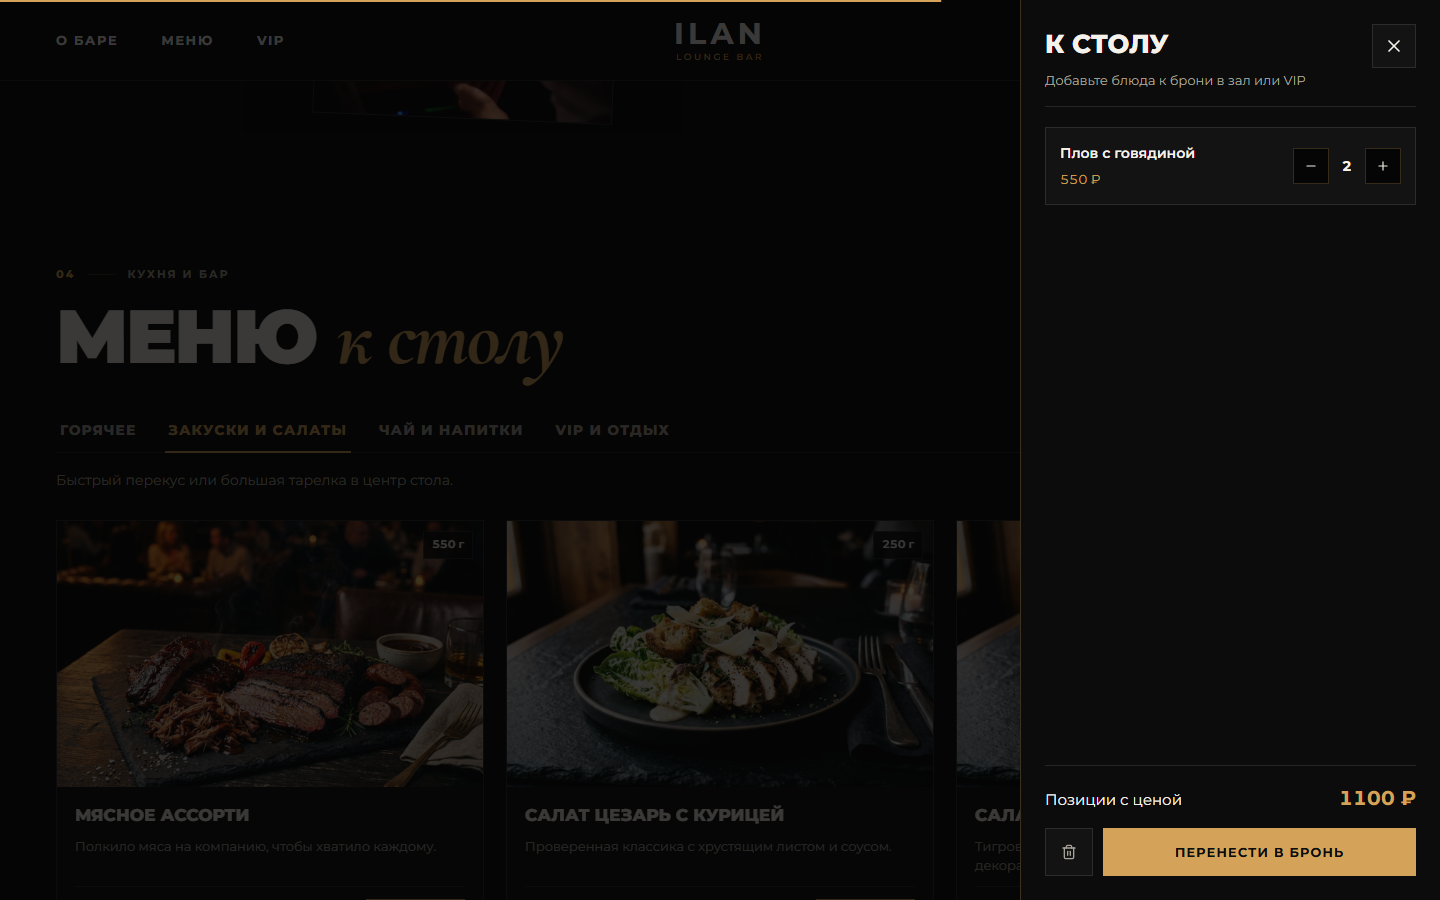 О БАРЕ
МЕНЮ
VIP
ILAN
LOUNGE BAR
04
КУХНЯ И БАР
МЕНЮ к столу
ГОРЯЧЕЕ
ЗАКУСКИ И САЛАТЫ
ЧАЙ И НАПИТКИ
VIP И ОТДЫХ
Быстрый перекус или большая тарелка в центр стола.
550 г
250 г
МЯСНОЕ АССОРТИ
Полкило мяса на компанию, чтобы хватило каждому.
САЛАТ ЦЕЗАРЬ С КУРИЦЕЙ
Проверенная классика с хрустящим листом и соусом.
К СТОЛУ
Добавьте блюда к брони в зал или VIP
Плов с говядиной
550 ₽
− 2 +
Позиции с ценой
1100 ₽
ПЕРЕНЕСТИ В БРОНЬ